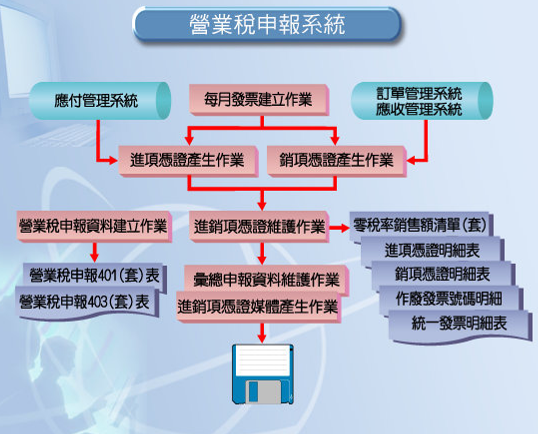 營業稅申報系統
應付管理系統
每月發票建立作業
訂單管理系統
應收管理系統
進項憑證產生作業
銷項憑證產生作業
營業稅申報資料建立作業
進銷項憑證維護作業
零稅率銷售額清單(套)
進項憑證明細表
銷項憑證明細表
作廢發票號碼明細
統一發票明細表
營業稅申報401(套)表
營業稅申報403(套)表
彙總申報資料維護作業
進銷項憑證媒體產生作業